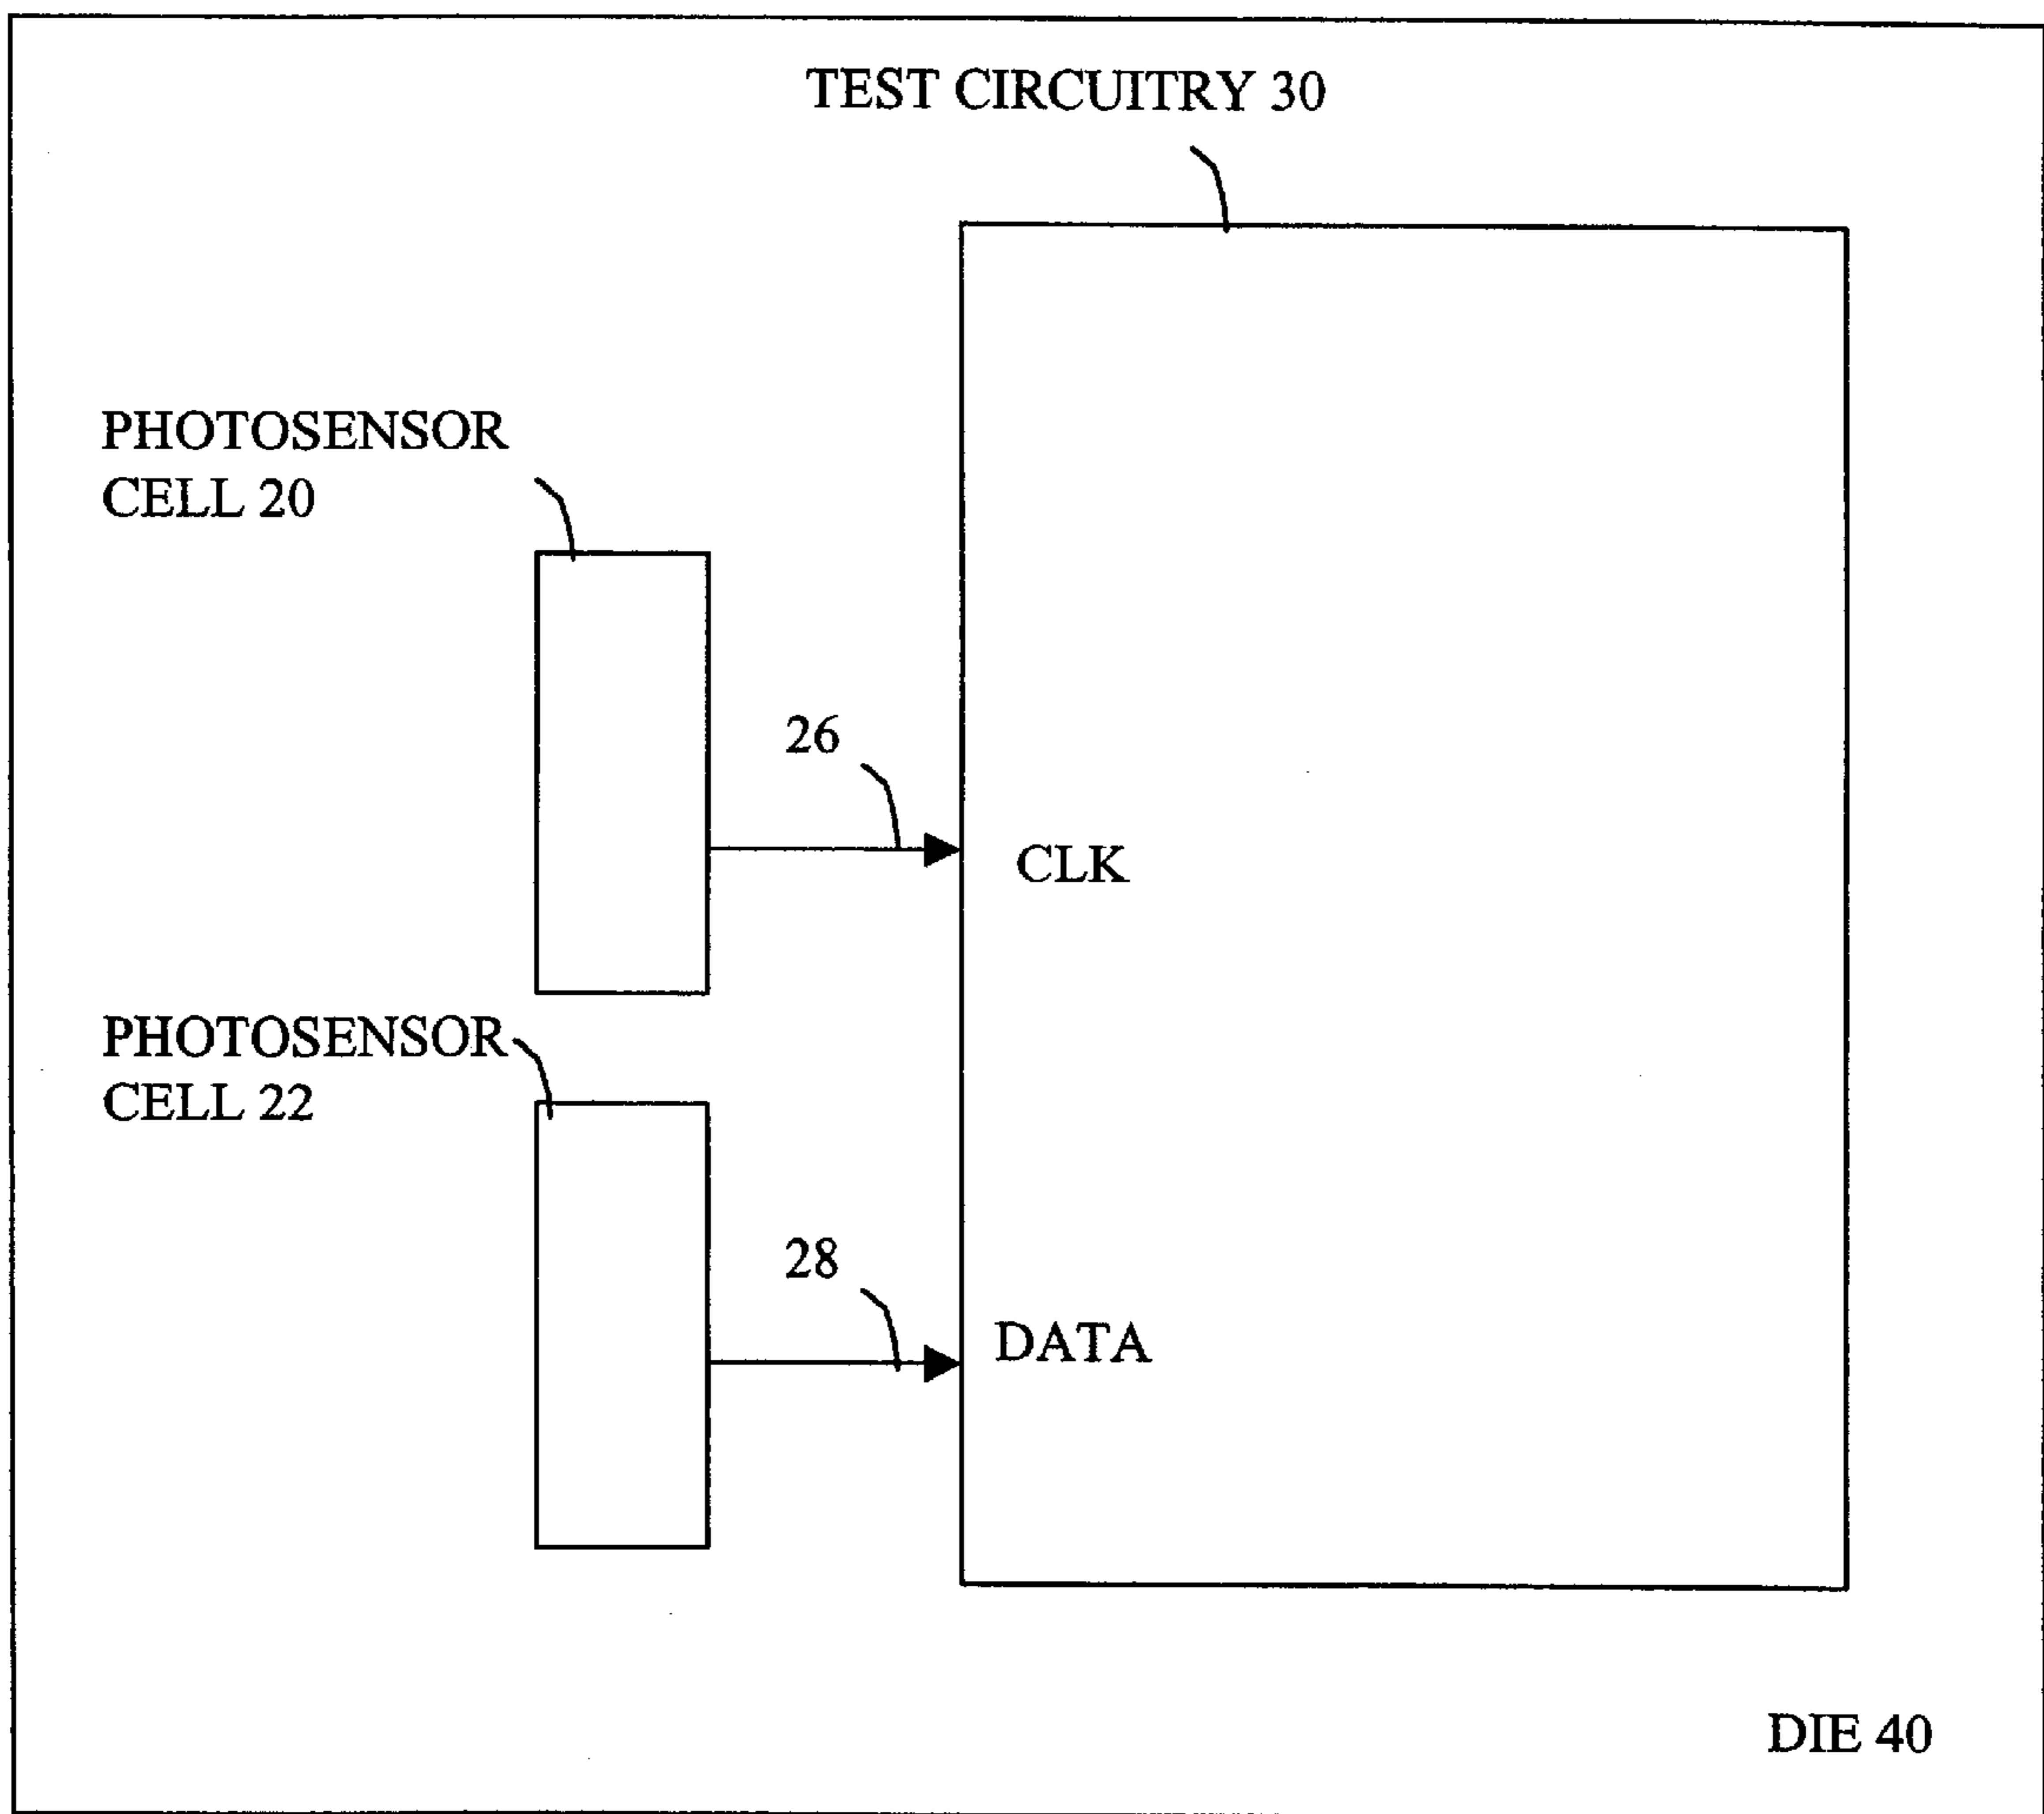 TEST CIRCUITRY 30
PHOTOSENSOR
CELL 20
26
CLK
PHOTOSENSOR
CELL 22
28
DATA
DIE 40